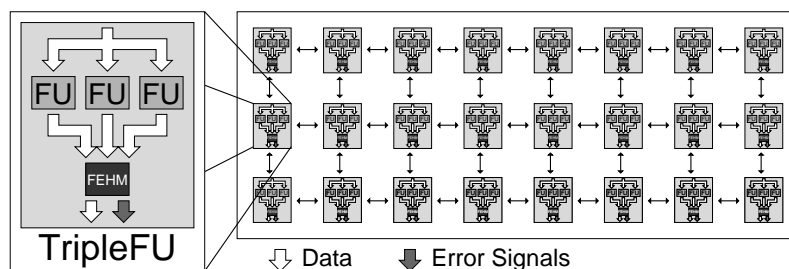 FU FU FU
FEHM
TripleFU
Data
Error Signals